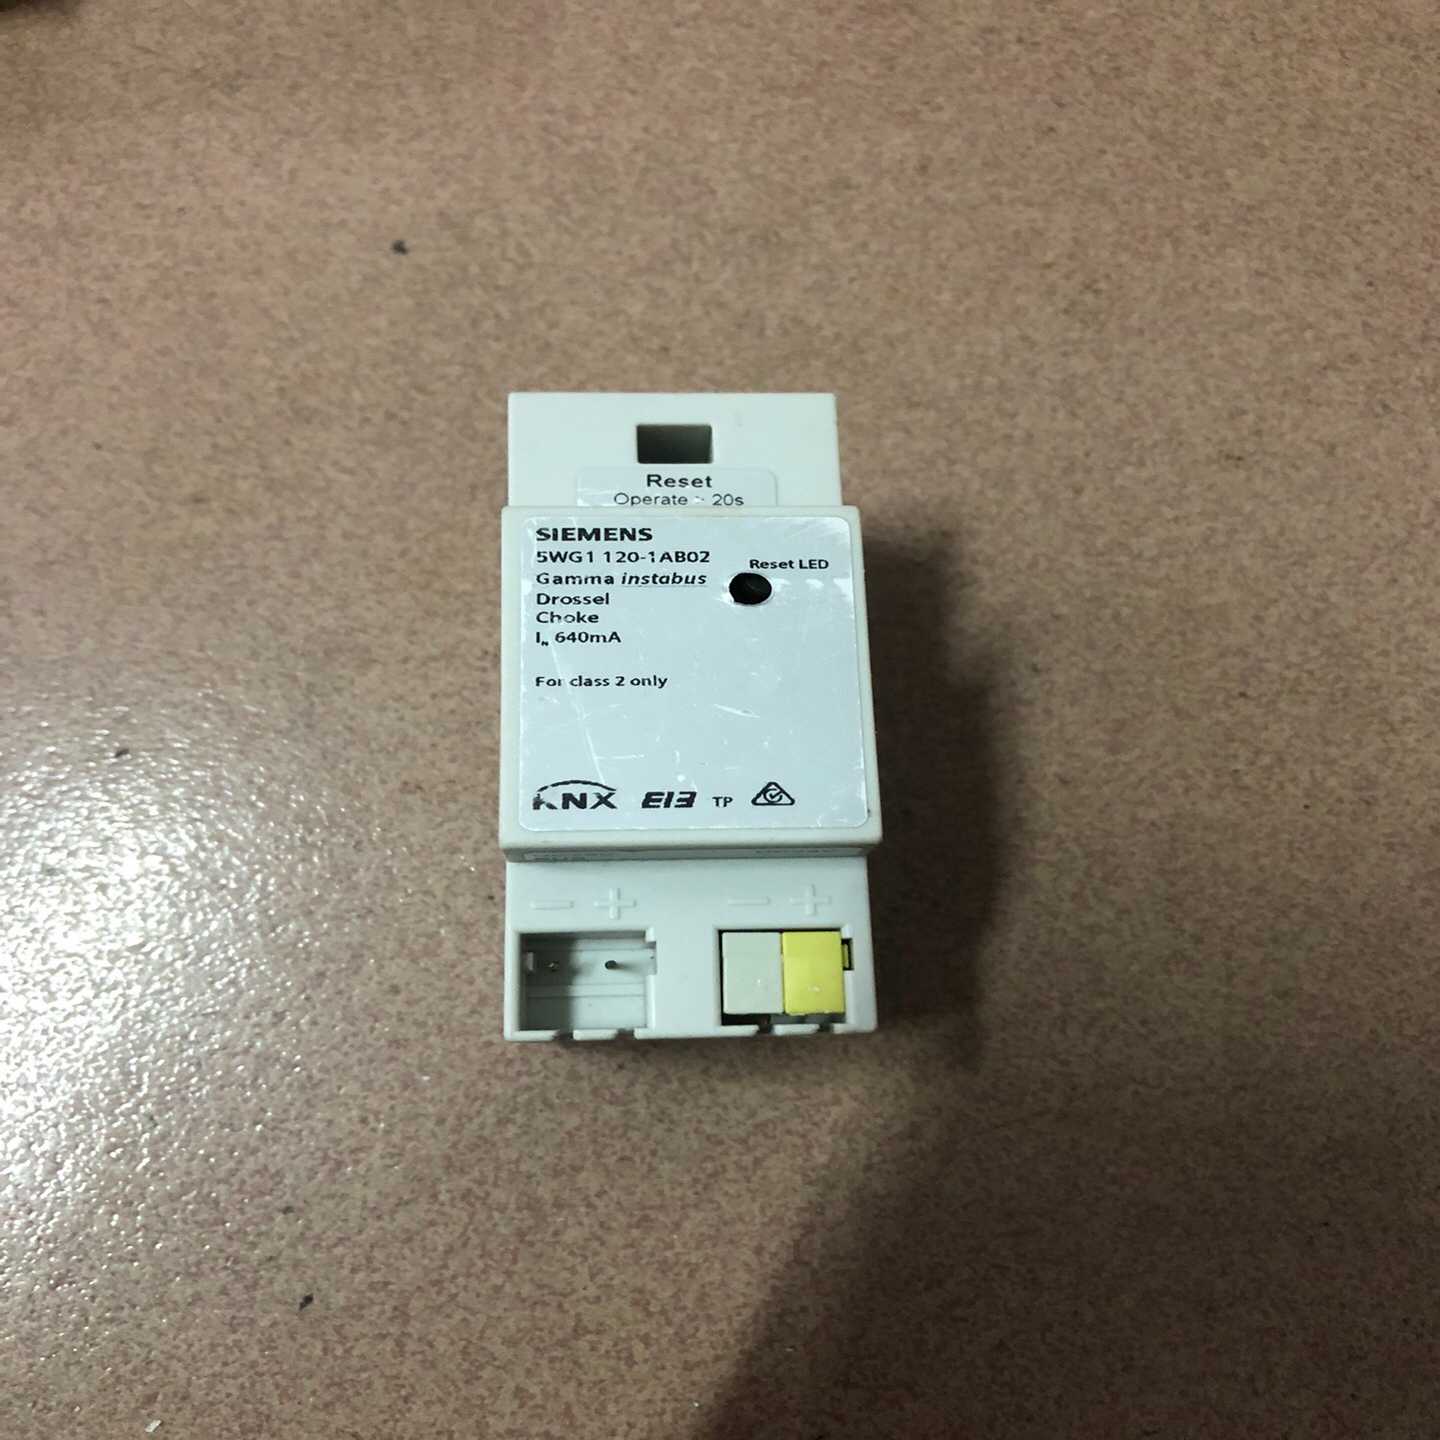 Reset
Operate > 20s
SIEMENS
5WG1 120-1AB02
Reset LED
Gamma instabus
Drossel
Choke
IN 640mA
For class 2 only
KNX EIB TP
− + − +